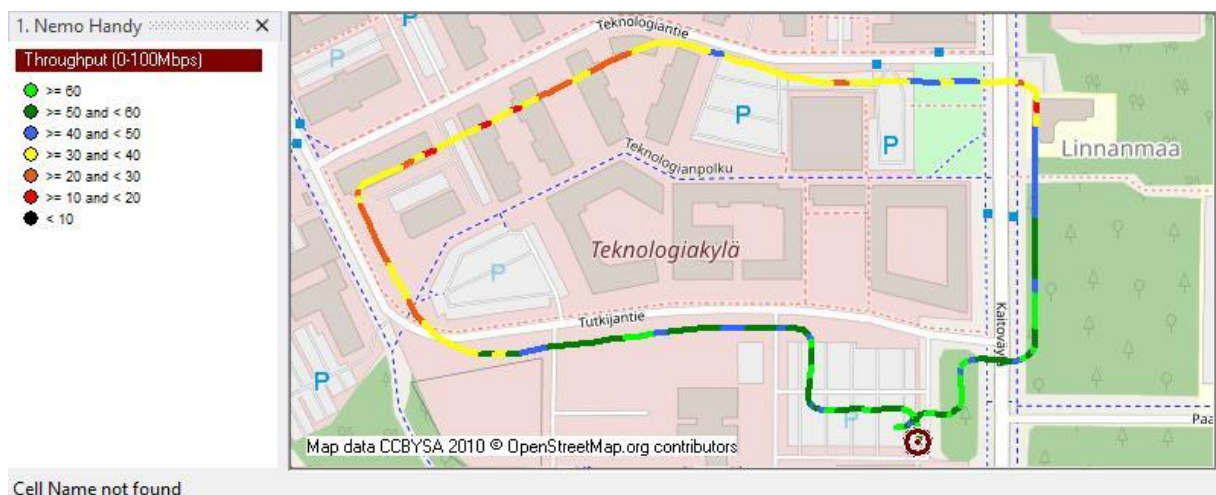 1. Nemo Handy
Throughput (0-100Mbps)
>= 60
>= 50 and < 60
>= 40 and < 50
>= 30 and < 40
>= 20 and < 30
>= 10 and < 20
< 10
P
Teknologiantie
P
P
Linnanmaa
Teknologianpolku
Teknologiakylä
P
Tutkijantie
Kaitoväyl
P
P
Paa
Map data CCBYSA 2010 © OpenStreetMap.org contributors
Cell Name not found